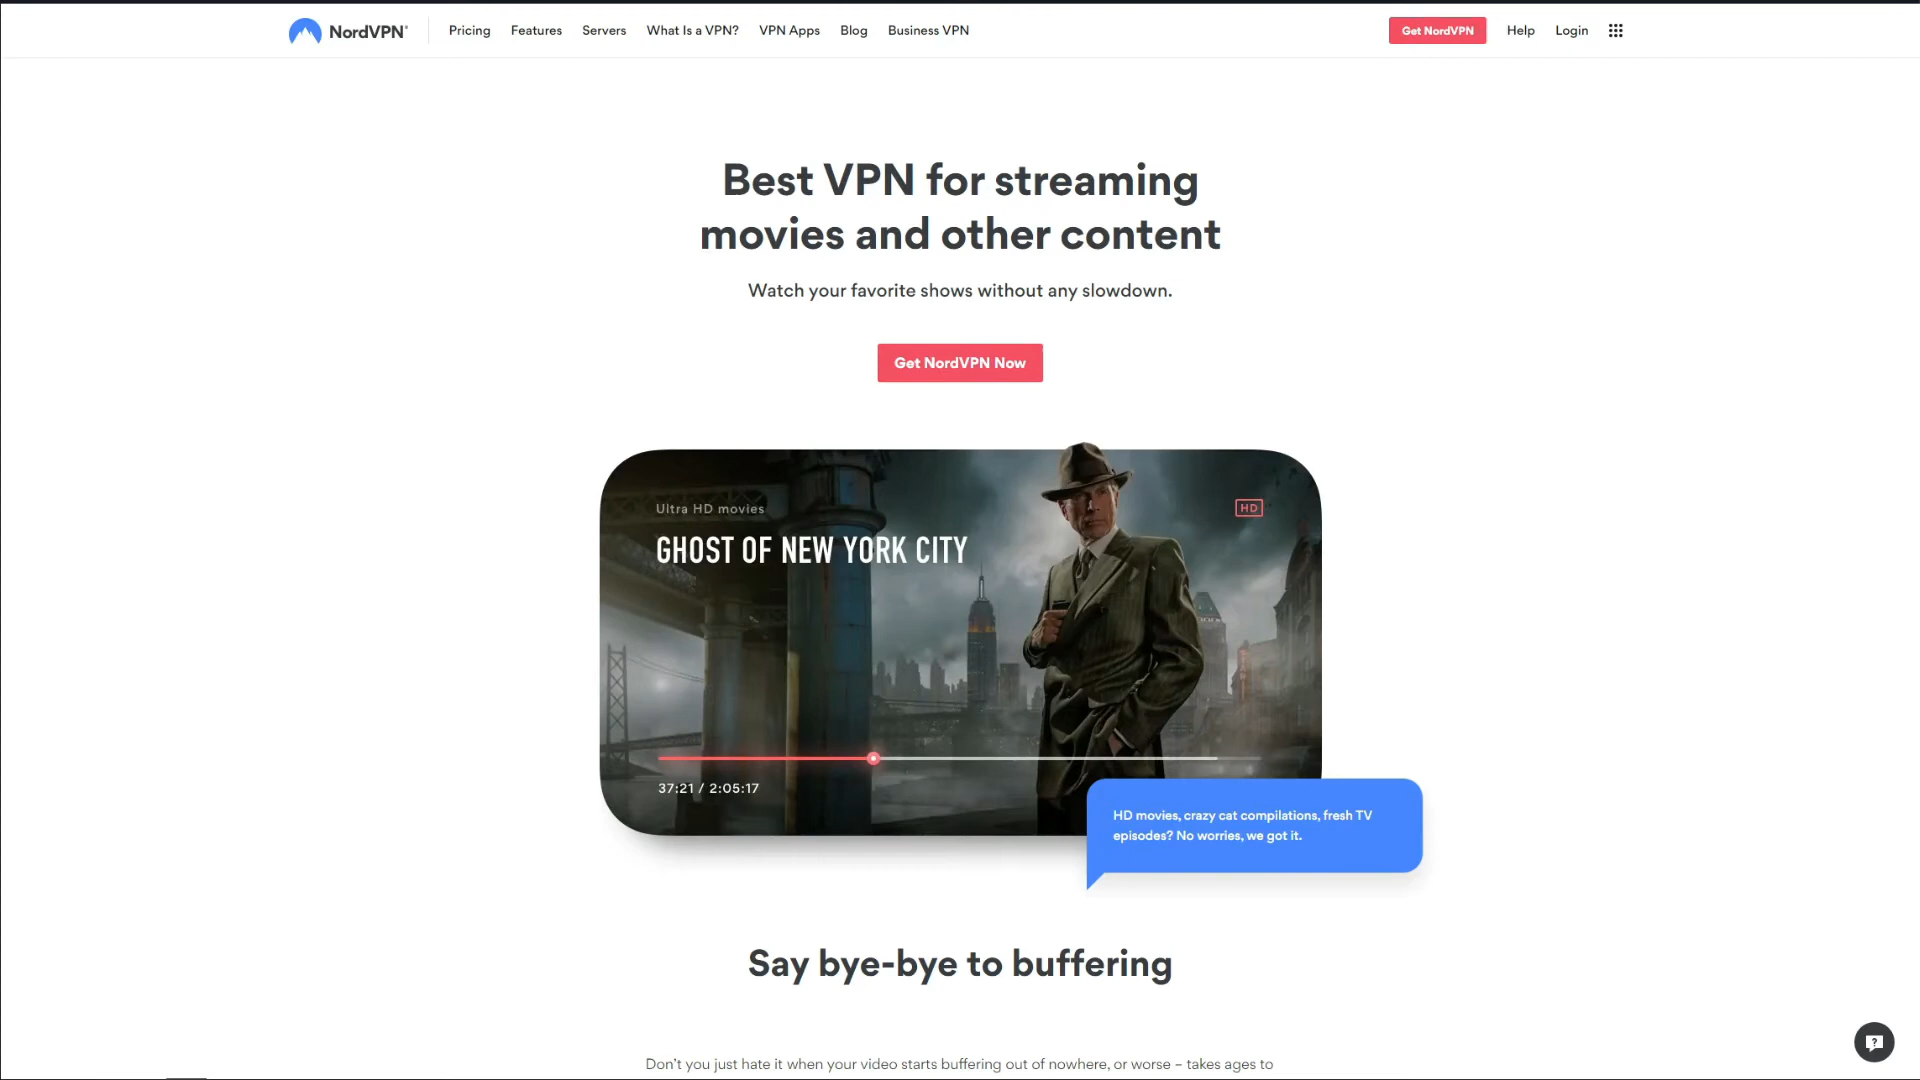 NordVPN®
Pricing
Features
Servers
What Is a VPN?
VPN Apps
Blog
Business VPN
Get NordVPN
Help
Login
Best VPN for streaming
movies and other content
Watch your favorite shows without any slowdown.
Get NordVPN Now
Ultra HD movies
HD
GHOST OF NEW YORK CITY
37:21 / 2:05:17
HD movies, crazy cat compilations, fresh TV
episodes? No worries, we got it.
Say bye-bye to buffering
Don't you just hate it when your video starts buffering out of nowhere, or worse – takes ages to